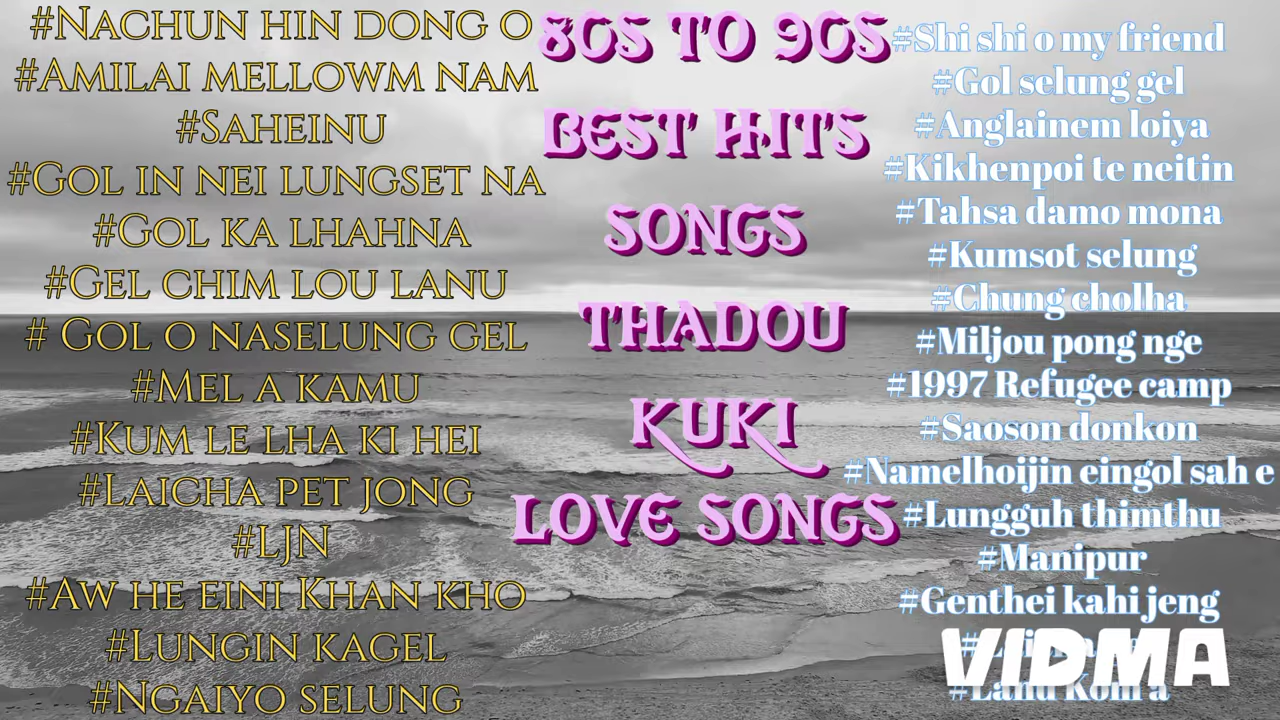 #Nachun hin dong o
#Amilai mellowm nam
#Saheinu
#Gol in nei lungset na
#Gol ka lhahna
#Gel chim lou lanu
# Gol o naselung gel
#Mel a kamu
#Kum le lha ki hei
#Laicha pet jong
#LJN
#Aw he eini Khan kho
#Lungin kagel
#Ngaiyo selung
80s to 90s
Best Hits
Songs
Thadou
Kuki
Love Songs
#Shi shi o my friend
#Gol selung gel
#Anglainem loiya
#Kikhenpoi te neitin
#Tahsa damo mona
#Kumsot selung
#Chung cholha
#Miljou pong nge
#1997 Refugee camp
#Saoson donkon
#Namelhoijin eingol sah e
#Lungguh thimthu
#Manipur
#Genthei kahi jeng
#Lanu Kom a
VIDMA